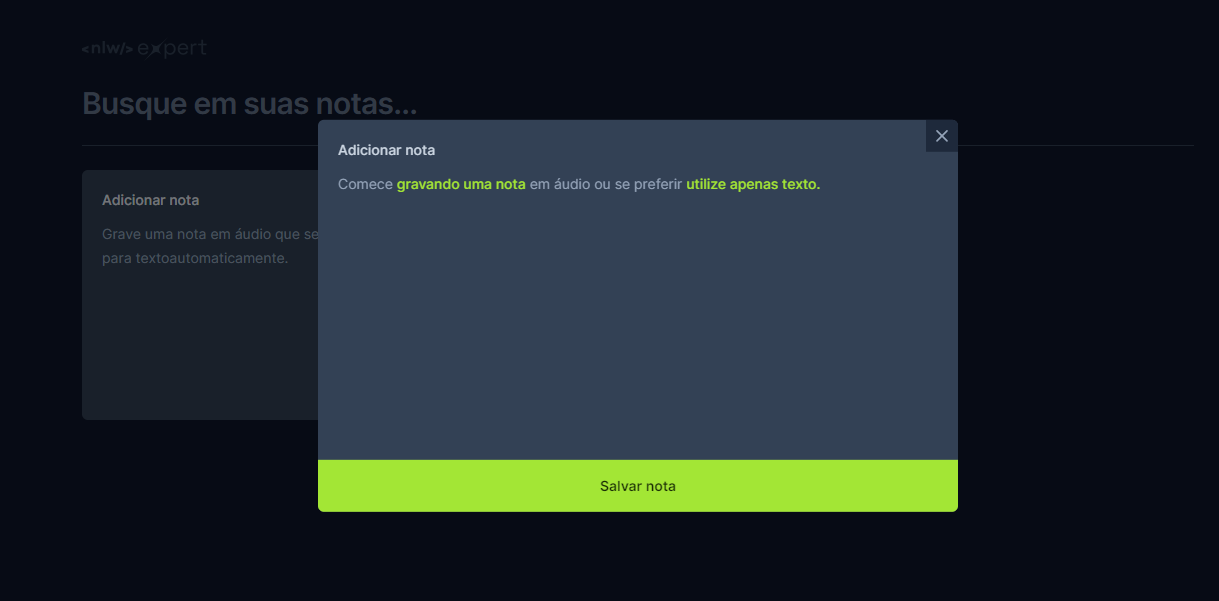 <nlw/> expert
Busque em suas notas...
Adicionar nota
Grave uma nota em áudio que se
para textoautomaticamente.
Adicionar nota
Comece gravando uma nota em áudio ou se preferir utilize apenas texto.
Salvar nota